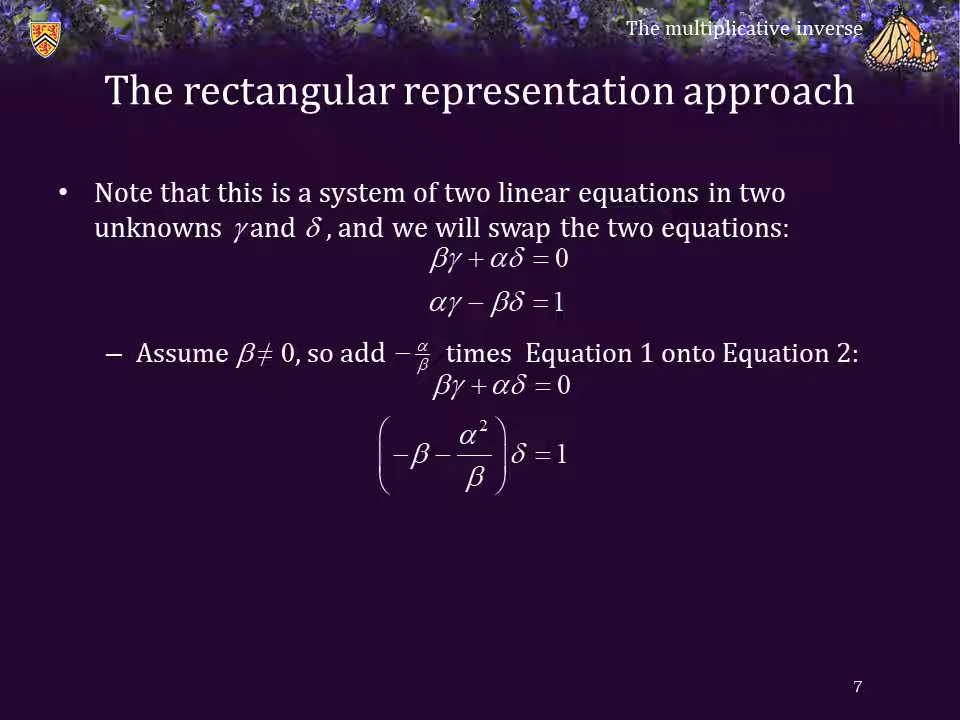 The multiplicative inverse
The rectangular representation approach
• Note that this is a system of two linear equations in two
unknowns γ and δ , and we will swap the two equations:
βγ + αδ = 0
αγ − βδ = 1
– Assume β ≠ 0, so add −α/β times Equation 1 onto Equation 2:
βγ + αδ = 0
(−β − α²/β) δ = 1
7